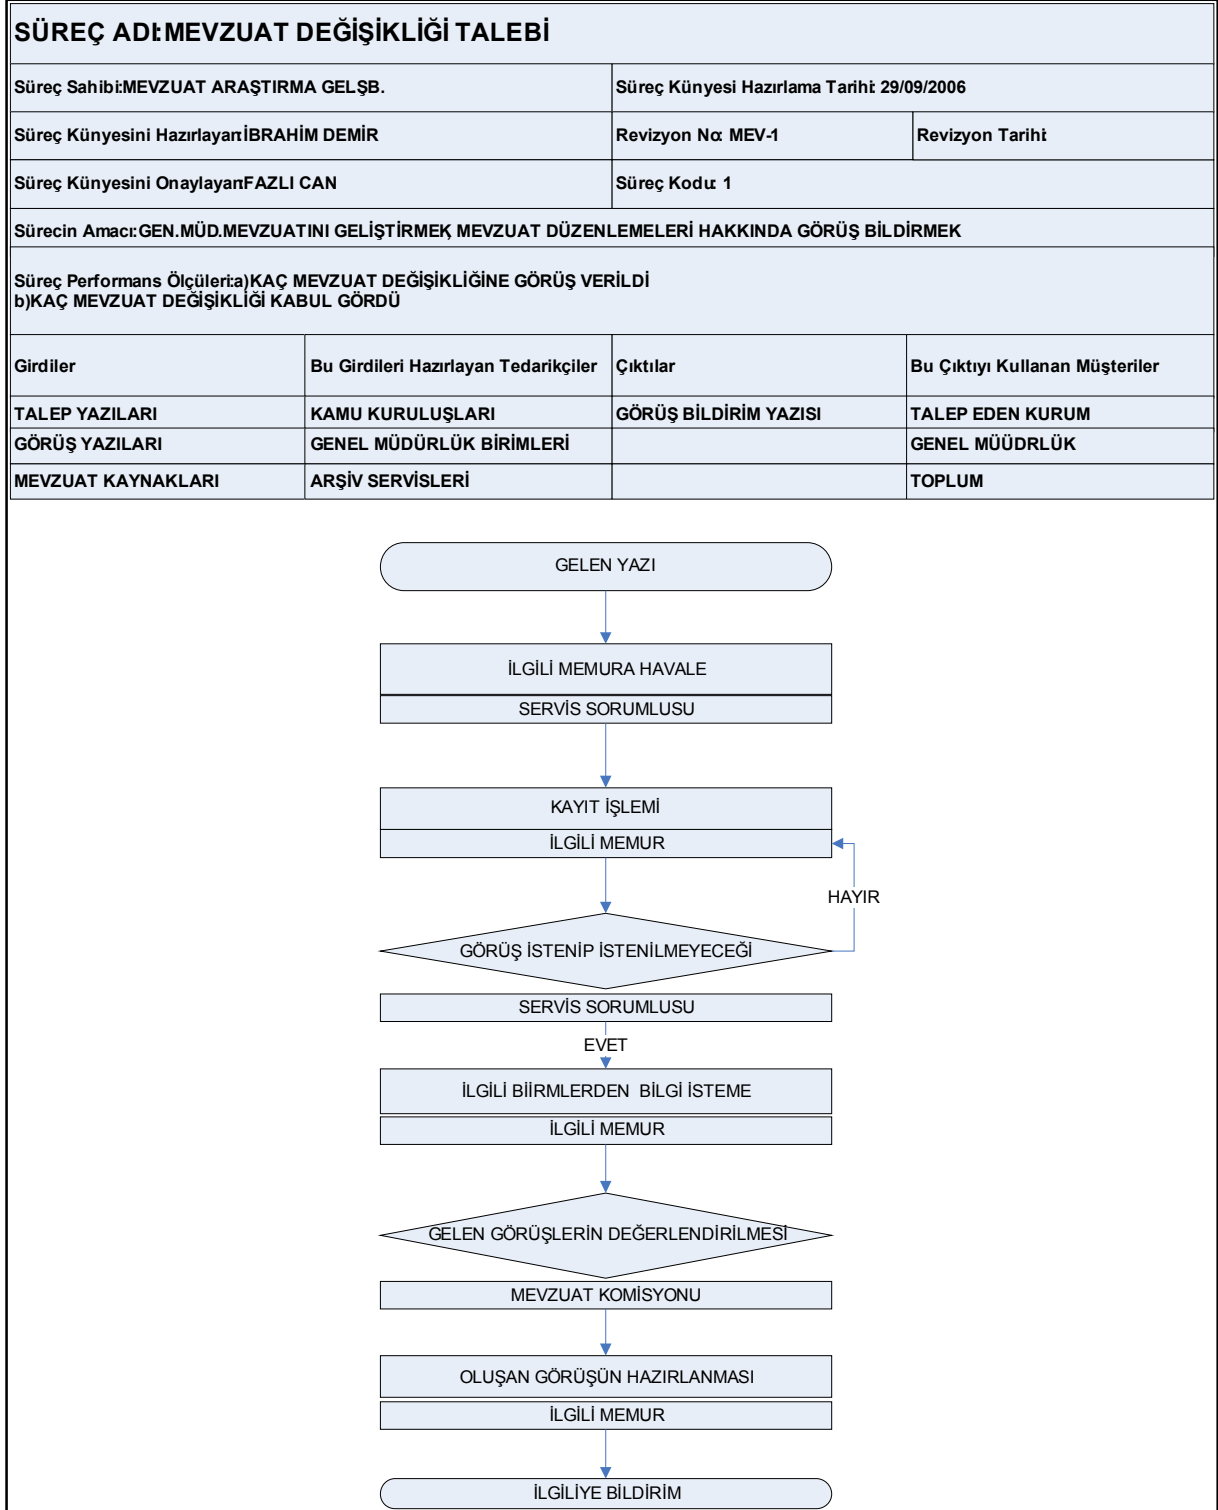 SÜREÇ ADI:MEVZUAT DEĞİŞİKLİĞİ TALEBİ
Süreç Sahibi:MEVZUAT ARAŞTIRMA GELŞB.
Süreç Künyesi Hazırlama Tarihi: 29/09/2006
Süreç Künyesini Hazırlayan:İBRAHİM DEMİR
Revizyon No: MEV-1
Revizyon Tarihi:
Süreç Künyesini Onaylayan:FAZLI CAN
Süreç Kodu: 1
Sürecin Amacı:GEN.MÜD.MEVZUATINI GELİŞTİRMEK, MEVZUAT DÜZENLEMELERİ HAKKINDA GÖRÜŞ BİLDİRMEK
Süreç Performans Ölçüleri:a)KAÇ MEVZUAT DEĞİŞİKLİĞİNE GÖRÜŞ VERİLDİ
b)KAÇ MEVZUAT DEĞİŞİKLİĞİ KABUL GÖRDÜ
Girdiler
Bu Girdileri Hazırlayan Tedarikçiler
Çıktılar
Bu Çıktıyı Kullanan Müşteriler
TALEP YAZILARI
KAMU KURULUŞLARI
GÖRÜŞ BİLDİRİM YAZISI
TALEP EDEN KURUM
GÖRÜŞ YAZILARI
GENEL MÜDÜRLÜK BİRİMLERİ
GENEL MÜÜDRLÜK
MEVZUAT KAYNAKLARI
ARŞİV SERVİSLERİ
TOPLUM
GELEN YAZI
İLGİLİ MEMURA HAVALE
SERVİS SORUMLUSU
KAYIT İŞLEMİ
İLGİLİ MEMUR
HAYIR
GÖRÜŞ İSTENİP İSTENİLMEYECEĞİ
SERVİS SORUMLUSU
EVET
İLGİLİ BİİRMLERDEN BİLGİ İSTEME
İLGİLİ MEMUR
GELEN GÖRÜŞLERİN DEĞERLENDİRİLMESİ
MEVZUAT KOMİSYONU
OLUŞAN GÖRÜŞÜN HAZIRLANMASI
İLGİLİ MEMUR
İLGİLİYE BİLDİRİM